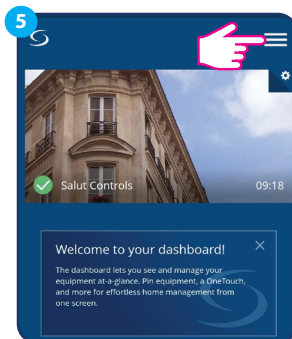 5
Salut Controls 09:18
Welcome to your dashboard!
The dashboard lets you see and manage your
equipment at-a-glance. Pin equipment, a OneTouch,
and more for effortless home management from
one screen.